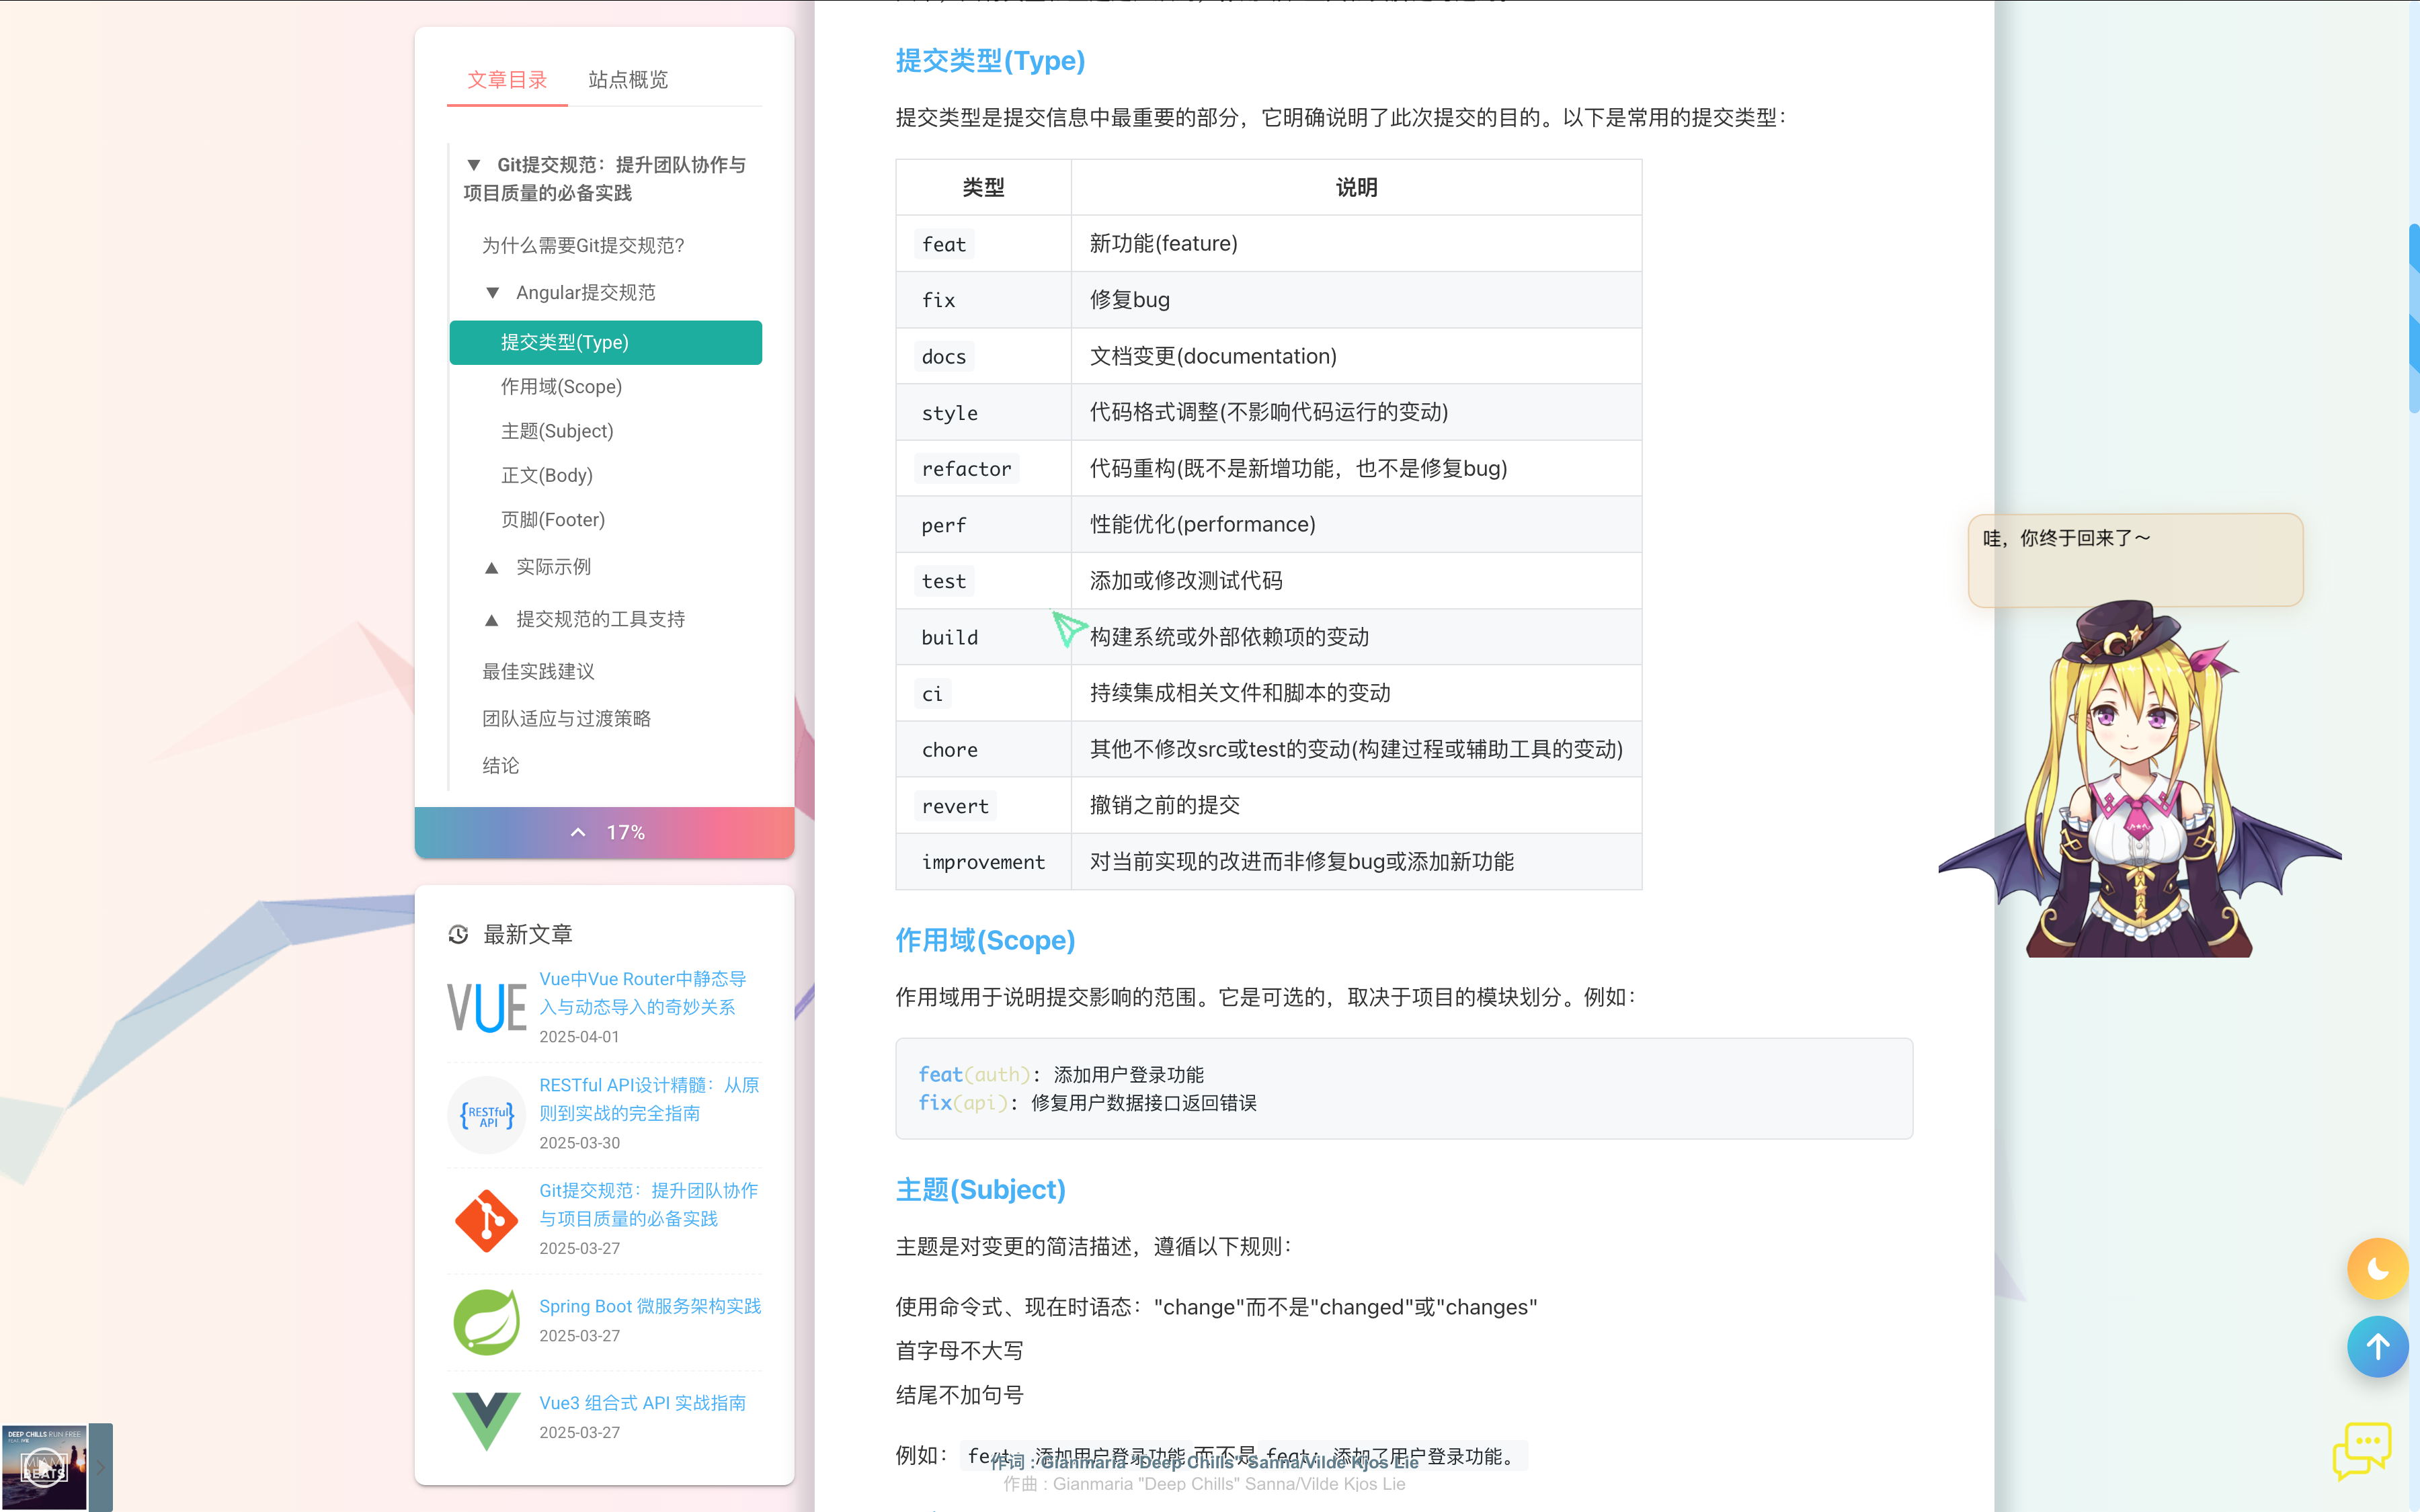 文章目录
站点概览
▼ Git提交规范：提升团队协作与
项目质量的必备实践
为什么需要Git提交规范?
▼ Angular提交规范
提交类型(Type)
作用域(Scope)
主题(Subject)
正文(Body)
页脚(Footer)
▲ 实际示例
▲ 提交规范的工具支持
最佳实践建议
团队适应与过渡策略
结论
17%
最新文章
VUE
Vue中Vue Router中静态导
入与动态导入的奇妙关系
2025-04-01
{RESTful}
API
RESTful API设计精髓：从原
则到实战的完全指南
2025-03-30
Git提交规范：提升团队协作
与项目质量的必备实践
2025-03-27
Spring Boot 微服务架构实践
2025-03-27
Vue3 组合式 API 实战指南
2025-03-27
DEEP CHILLS RUN FREE
MIAMI
BEATS
提交类型(Type)
提交类型是提交信息中最重要的部分，它明确说明了此次提交的目的。以下是常用的提交类型：
类型 说明
feat 新功能(feature)
fix 修复bug
docs 文档变更(documentation)
style 代码格式调整(不影响代码运行的变动)
refactor 代码重构(既不是新增功能，也不是修复bug)
perf 性能优化(performance)
test 添加或修改测试代码
build 构建系统或外部依赖项的变动
ci 持续集成相关文件和脚本的变动
chore 其他不修改src或test的变动(构建过程或辅助工具的变动)
revert 撤销之前的提交
improvement 对当前实现的改进而非修复bug或添加新功能
作用域(Scope)
作用域用于说明提交影响的范围。它是可选的，取决于项目的模块划分。例如：
feat(auth): 添加用户登录功能
fix(api): 修复用户数据接口返回错误
主题(Subject)
主题是对变更的简洁描述，遵循以下规则：
使用命令式、现在时语态："change"而不是"changed"或"changes"
首字母不大写
结尾不加句号
例如： feat: 添加用户登录功能 而不是 feat: 添加了用户登录功能。
作词 : Gianmaria "Deep Chills" Sanna/Vilde Kjos Lie
作曲 : Gianmaria "Deep Chills" Sanna/Vilde Kjos Lie
哇，你终于回来了～